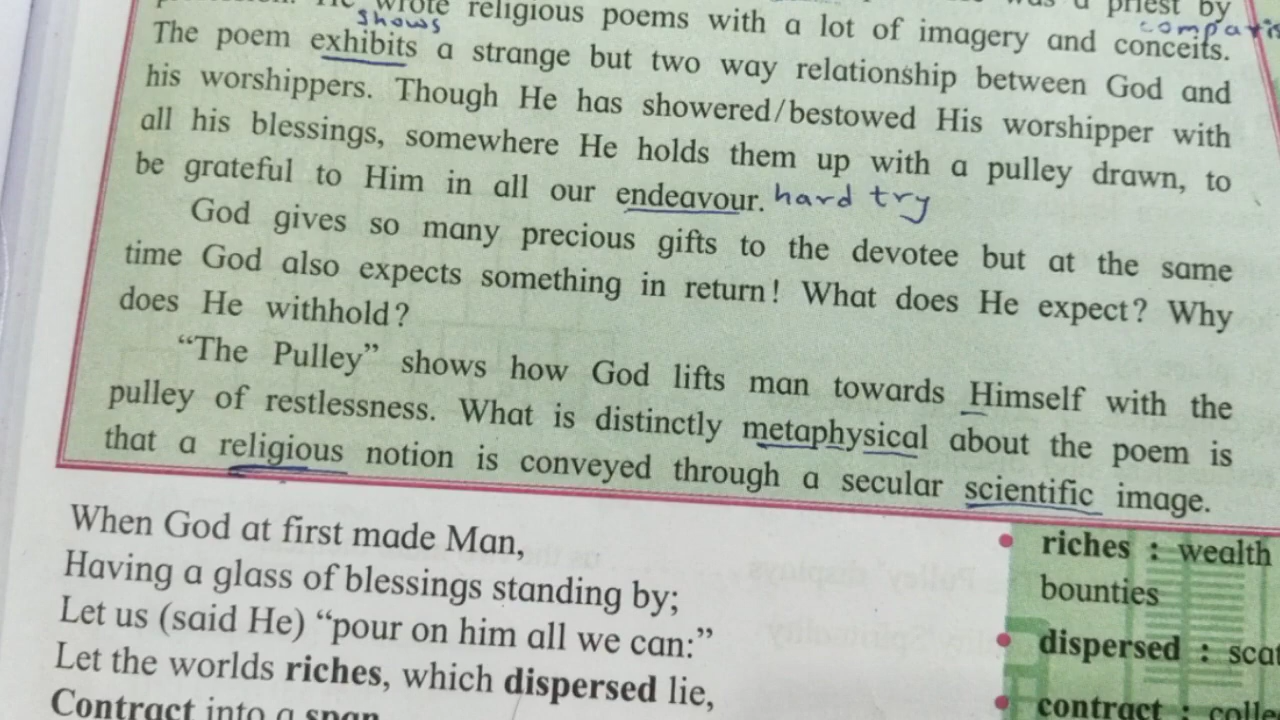 wrote religious poems with a lot of imagery and conceits.
shows
The poem exhibits a strange but two way relationship between God and
his worshippers. Though He has showered/bestowed His worshipper with
all his blessings, somewhere He holds them up with a pulley drawn, to
be grateful to Him in all our endeavour. hard try
God gives so many precious gifts to the devotee but at the same
time God also expects something in return! What does He expect? Why
does He withhold?
“The Pulley” shows how God lifts man towards Himself with the
pulley of restlessness. What is distinctly metaphysical about the poem is
that a religious notion is conveyed through a secular scientific image.
When God at first made Man,
Having a glass of blessings standing by;
Let us (said He) “pour on him all we can:”
Let the worlds riches, which dispersed lie,
Contract into a span
• riches : wealth
bounties
• dispersed :
• contract :